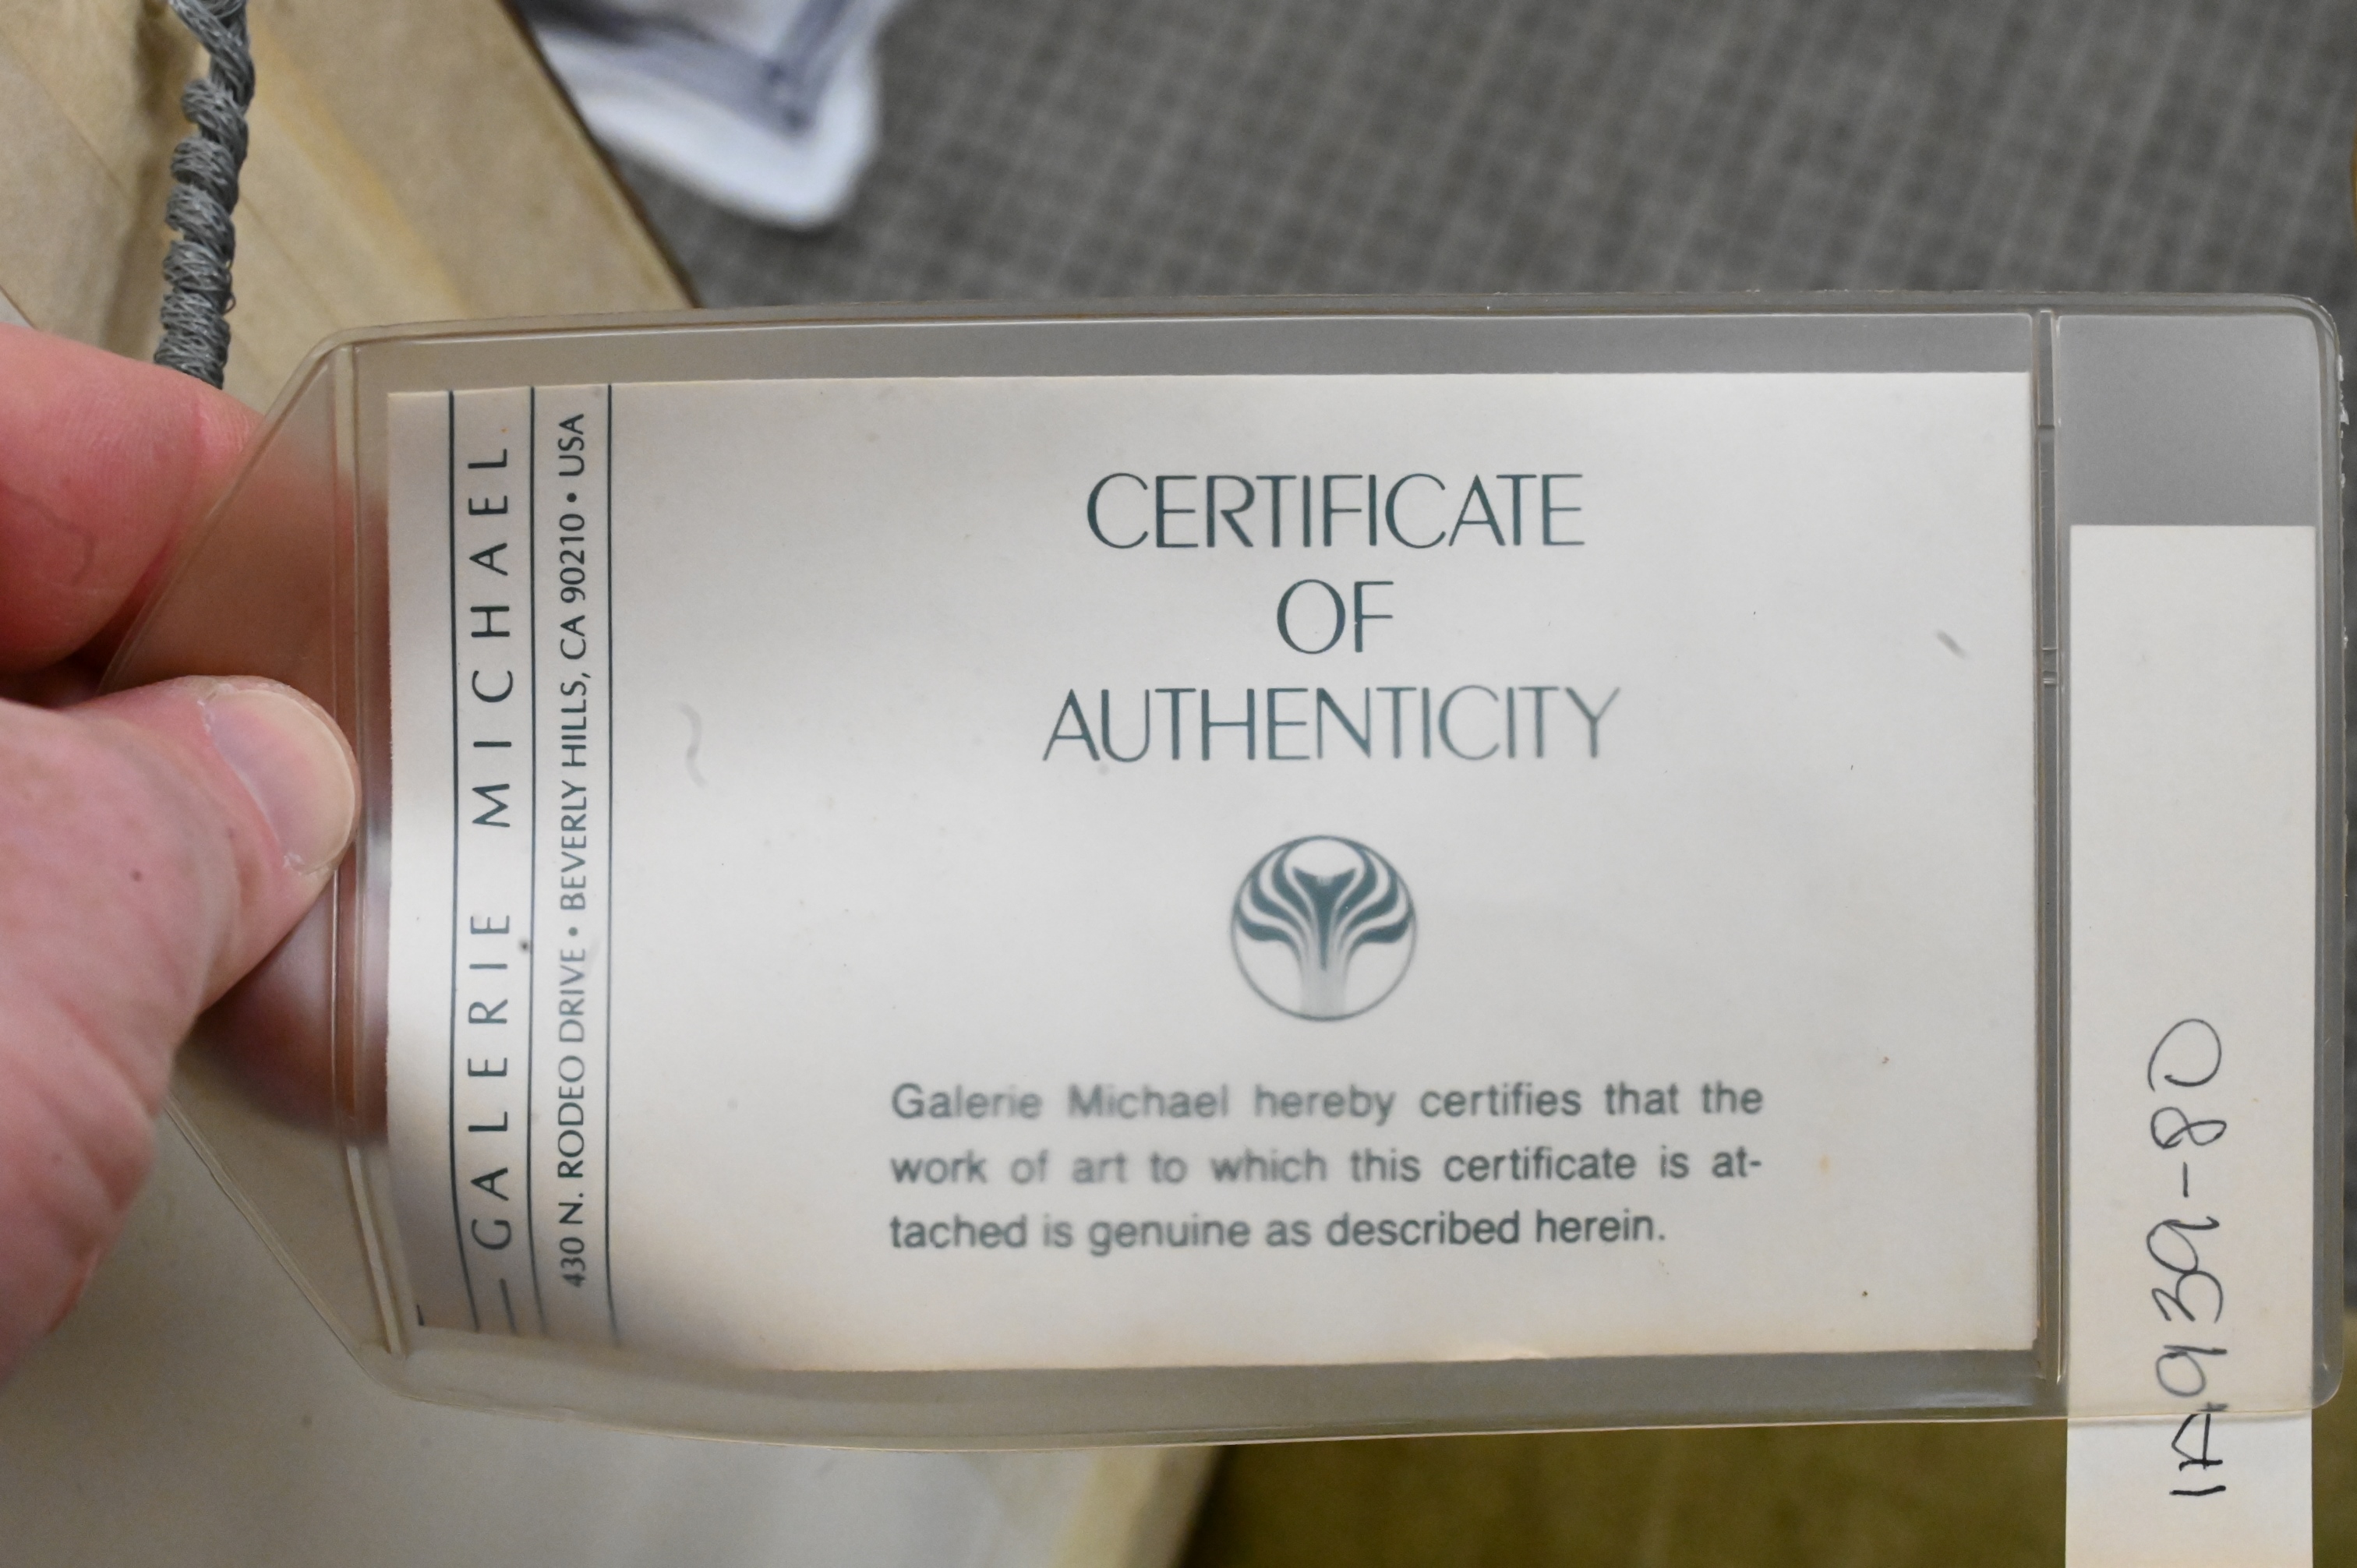 GALERIE MICHAEL
430 N. RODEO DRIVE • BEVERLY HILLS, CA 90210 • USA
CERTIFICATE
OF
AUTHENTICITY
Galerie Michael hereby certifies that the
work of art to which this certificate is at-
tached is genuine as described herein.
1A939-80